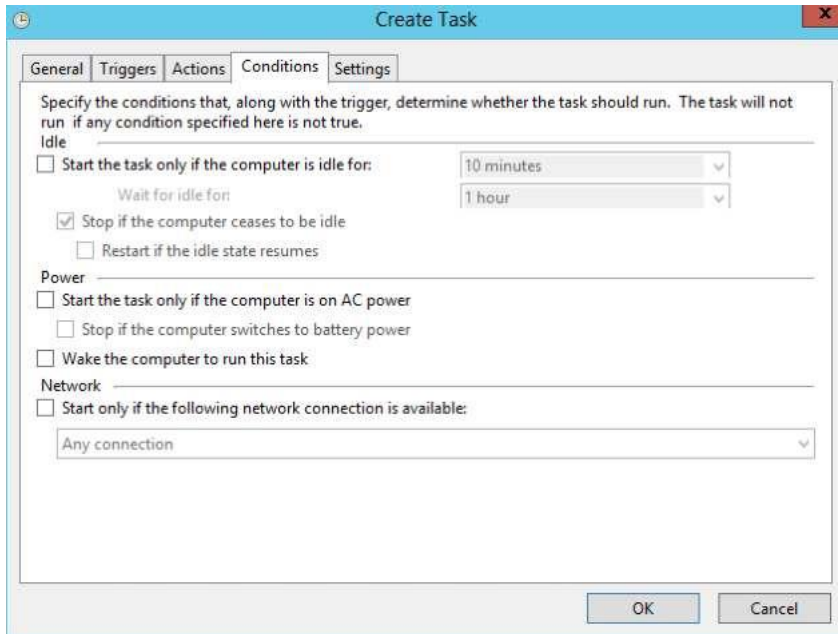 Create Task
x
General Triggers Actions Conditions Settings
Specify the conditions that, along with the trigger, determine whether the task should run. The task will not
run if any condition specified here is not true.
Idle
Start the task only if the computer is idle for: 10 minutes
Wait for idle for: 1 hour
Stop if the computer ceases to be idle
Restart if the idle state resumes
Power
Start the task only if the computer is on AC power
Stop if the computer switches to battery power
Wake the computer to run this task
Network
Start only if the following network connection is available:
Any connection
OK Cancel